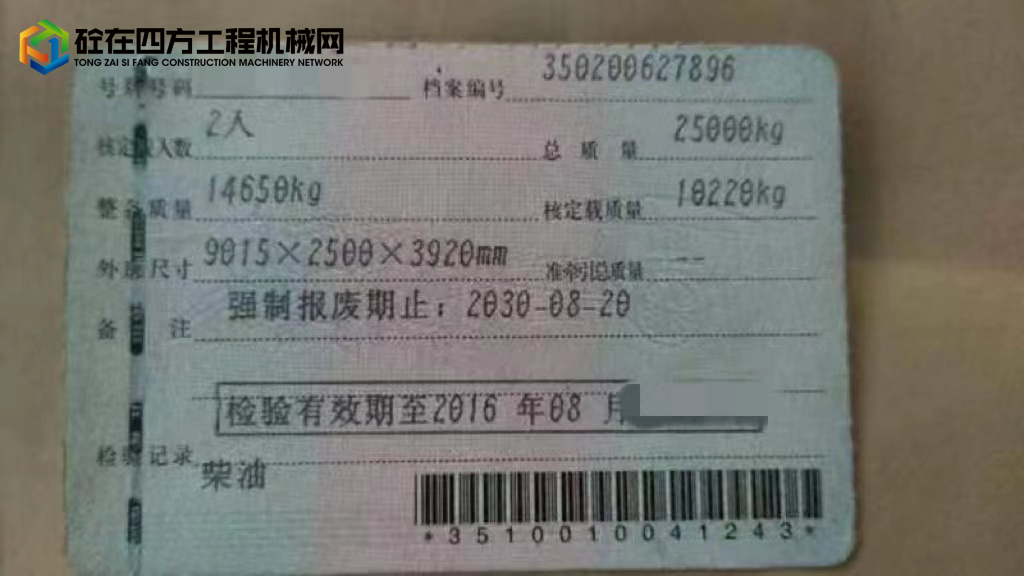 砼在四方工程机械网
TONG ZAI SI FANG CONSTRUCTION MACHINERY NETWORK
号牌号码 档案编号 350200627896
核定载人数 2人 总质量 25000kg
整备质量 14650kg 核定载质量 10220kg
外廓尺寸 9015×2500×3920mm 准牵引总质量 --
备注 强制报废期止：2030-08-20
检验有效期至2016 年08 月
检验记录
柴油
*3510010041243*